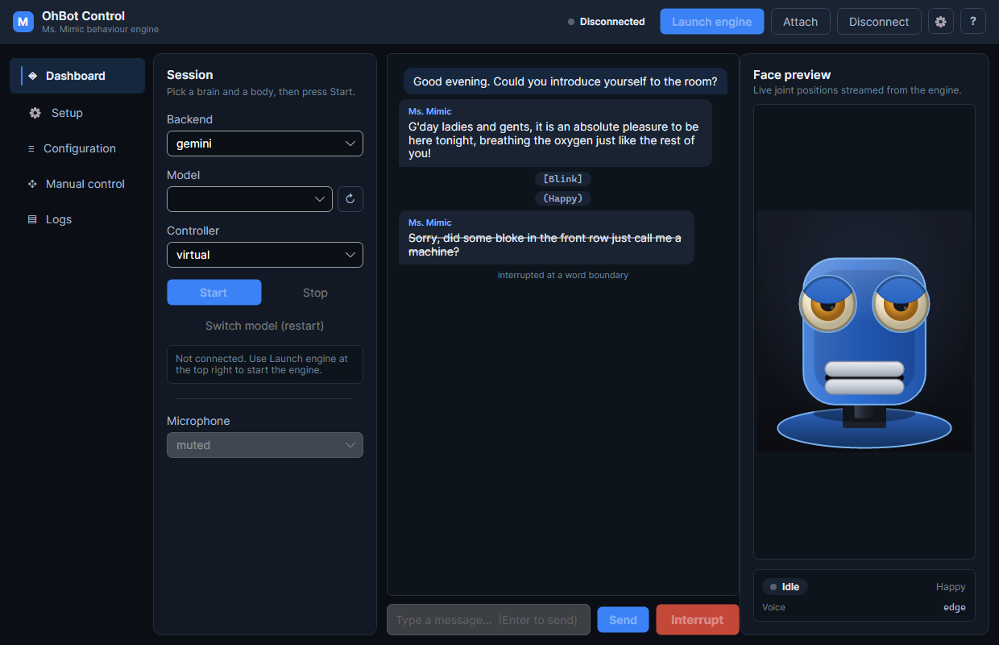 M
OhBot Control
Ms. Mimic behaviour engine
Disconnected
Launch engine
Attach
Disconnect
?
Dashboard
Setup
Configuration
Manual control
Logs
Session
Pick a brain and a body, then press Start.
Backend
gemini
Model
Controller
virtual
Start
Stop
Switch model (restart)
Not connected. Use Launch engine at
the top right to start the engine.
Microphone
muted
Good evening. Could you introduce yourself to the room?
Ms. Mimic
G'day ladies and gents, it is an absolute pleasure to be
here tonight, breathing the oxygen just like the rest of
you!
[Blink]
(Happy)
Ms. Mimic
Sorry, did some bloke in the front row just call me a
machine?
interrupted at a word boundary
Type a message... (Enter to send)
Send
Interrupt
Face preview
Live joint positions streamed from the engine.
Idle
Happy
Voice
edge